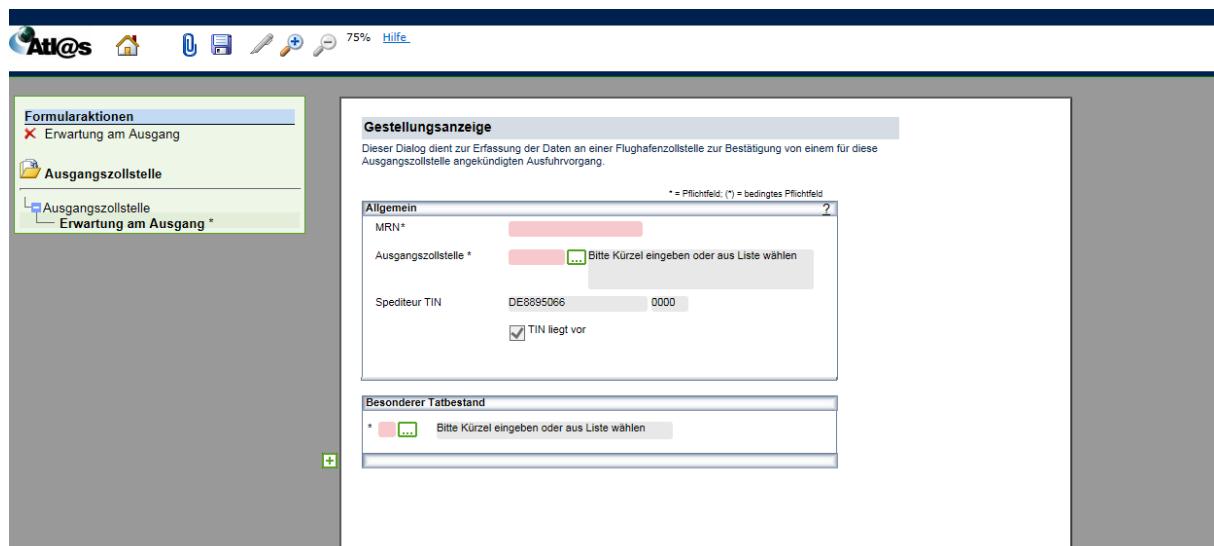 Atl@s
75% Hilfe
Formularaktionen
Erwartung am Ausgang
Ausgangszollstelle
Ausgangszollstelle
Erwartung am Ausgang *
Gestellungsanzeige
Dieser Dialog dient zur Erfassung der Daten an einer Flughafenzollstelle zur Bestätigung von einem für diese
Ausgangszollstelle angekündigten Ausfuhrvorgang.
* = Pflichtfeld; (*) = bedingtes Pflichtfeld
Allgemein ?
MRN*
Ausgangszollstelle * ... Bitte Kürzel eingeben oder aus Liste wählen
Spediteur TIN DE8895066 0000
TIN liegt vor
Besonderer Tatbestand
* ... Bitte Kürzel eingeben oder aus Liste wählen